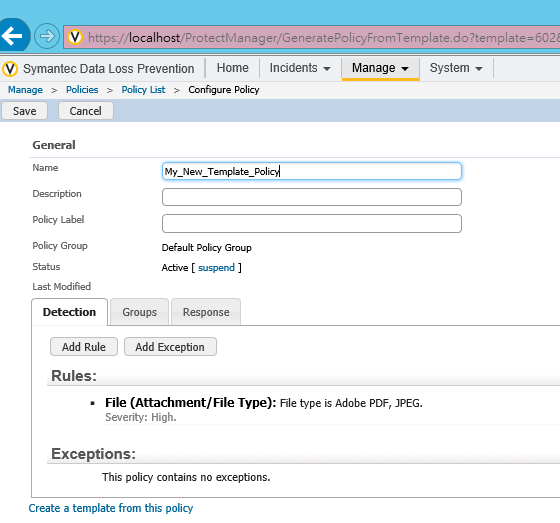 https://localhost/ProtectManager/GeneratePolicyFromTemplate.do?template=6028
Symantec Data Loss Prevention Home Incidents Manage System
Manage > Policies > Policy List > Configure Policy
Save Cancel
General
Name My_New_Template_Policy
Description
Policy Label
Policy Group Default Policy Group
Status Active [ suspend ]
Last Modified
Detection Groups Response
Add Rule Add Exception
Rules:
▪ File (Attachment/File Type): File type is Adobe PDF, JPEG.
Severity: High.
Exceptions:
This policy contains no exceptions.
Create a template from this policy